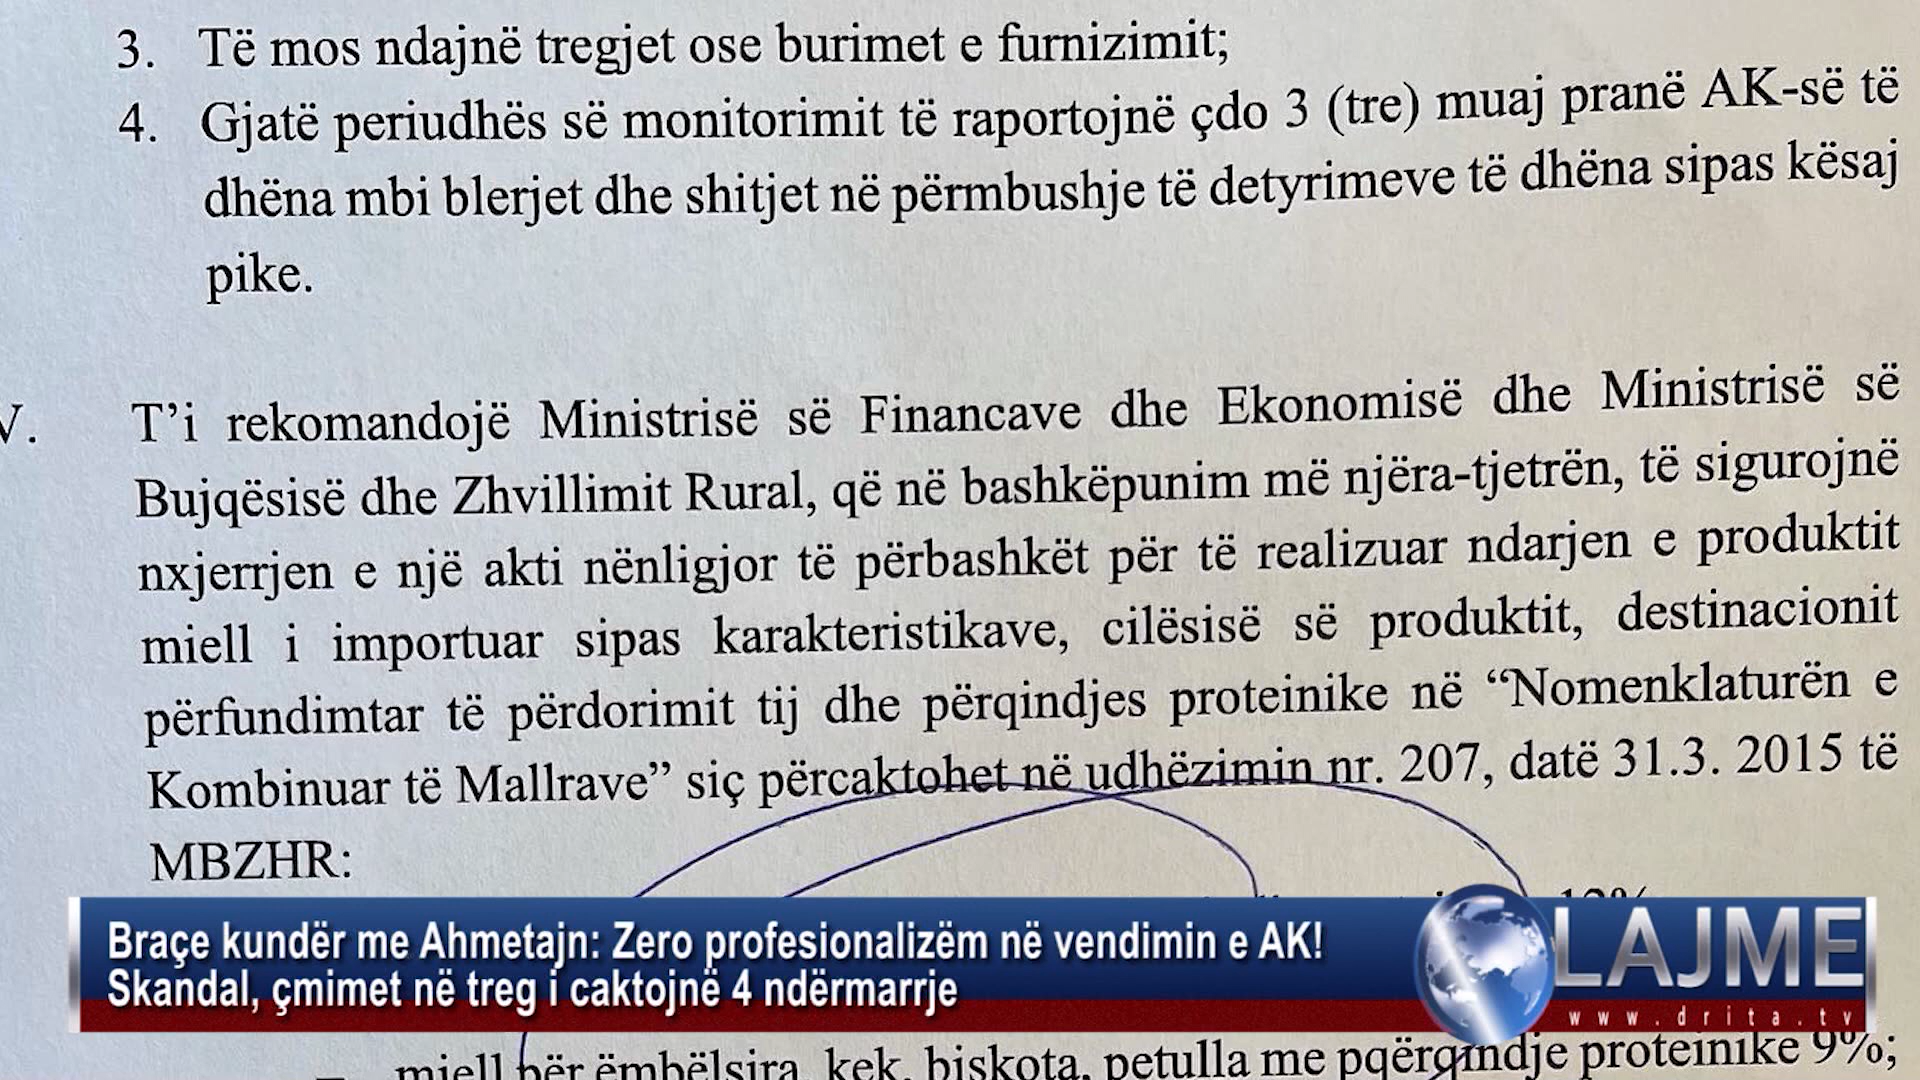 3. Të mos ndajnë tregjet ose burimet e furnizimit;
4. Gjatë periudhës së monitorimit të raportojnë çdo 3 (tre) muaj pranë AK-së të
dhëna mbi blerjet dhe shitjet në përmbushje të detyrimeve të dhëna sipas kësaj
pike.
V. T’i rekomandojë Ministrisë së Financave dhe Ekonomisë dhe Ministrisë së
Bujqësisë dhe Zhvillimit Rural, që në bashkëpunim më njëra-tjetrën, të sigurojnë
nxjerrjen e një akti nënligjor të përbashkët për të realizuar ndarjen e produktit
miell i importuar sipas karakteristikave, cilësisë së produktit, destinacionit
përfundimtar të përdorimit tij dhe përqindjes proteinike në “Nomenklaturën e
Kombinuar të Mallrave” siç përcaktohet në udhëzimin nr. 207, datë 31.3. 2015 të
MBZHR:
Braçe kundër me Ahmetajn: Zero profesionalizëm në vendimin e AK!
Skandal, çmimet në treg i caktojnë 4 ndërmarrje
LAJME
www.drita.tv
– miell për ëmbëlsira, kek, biskota, petulla me pqërqindje proteinike 9%;